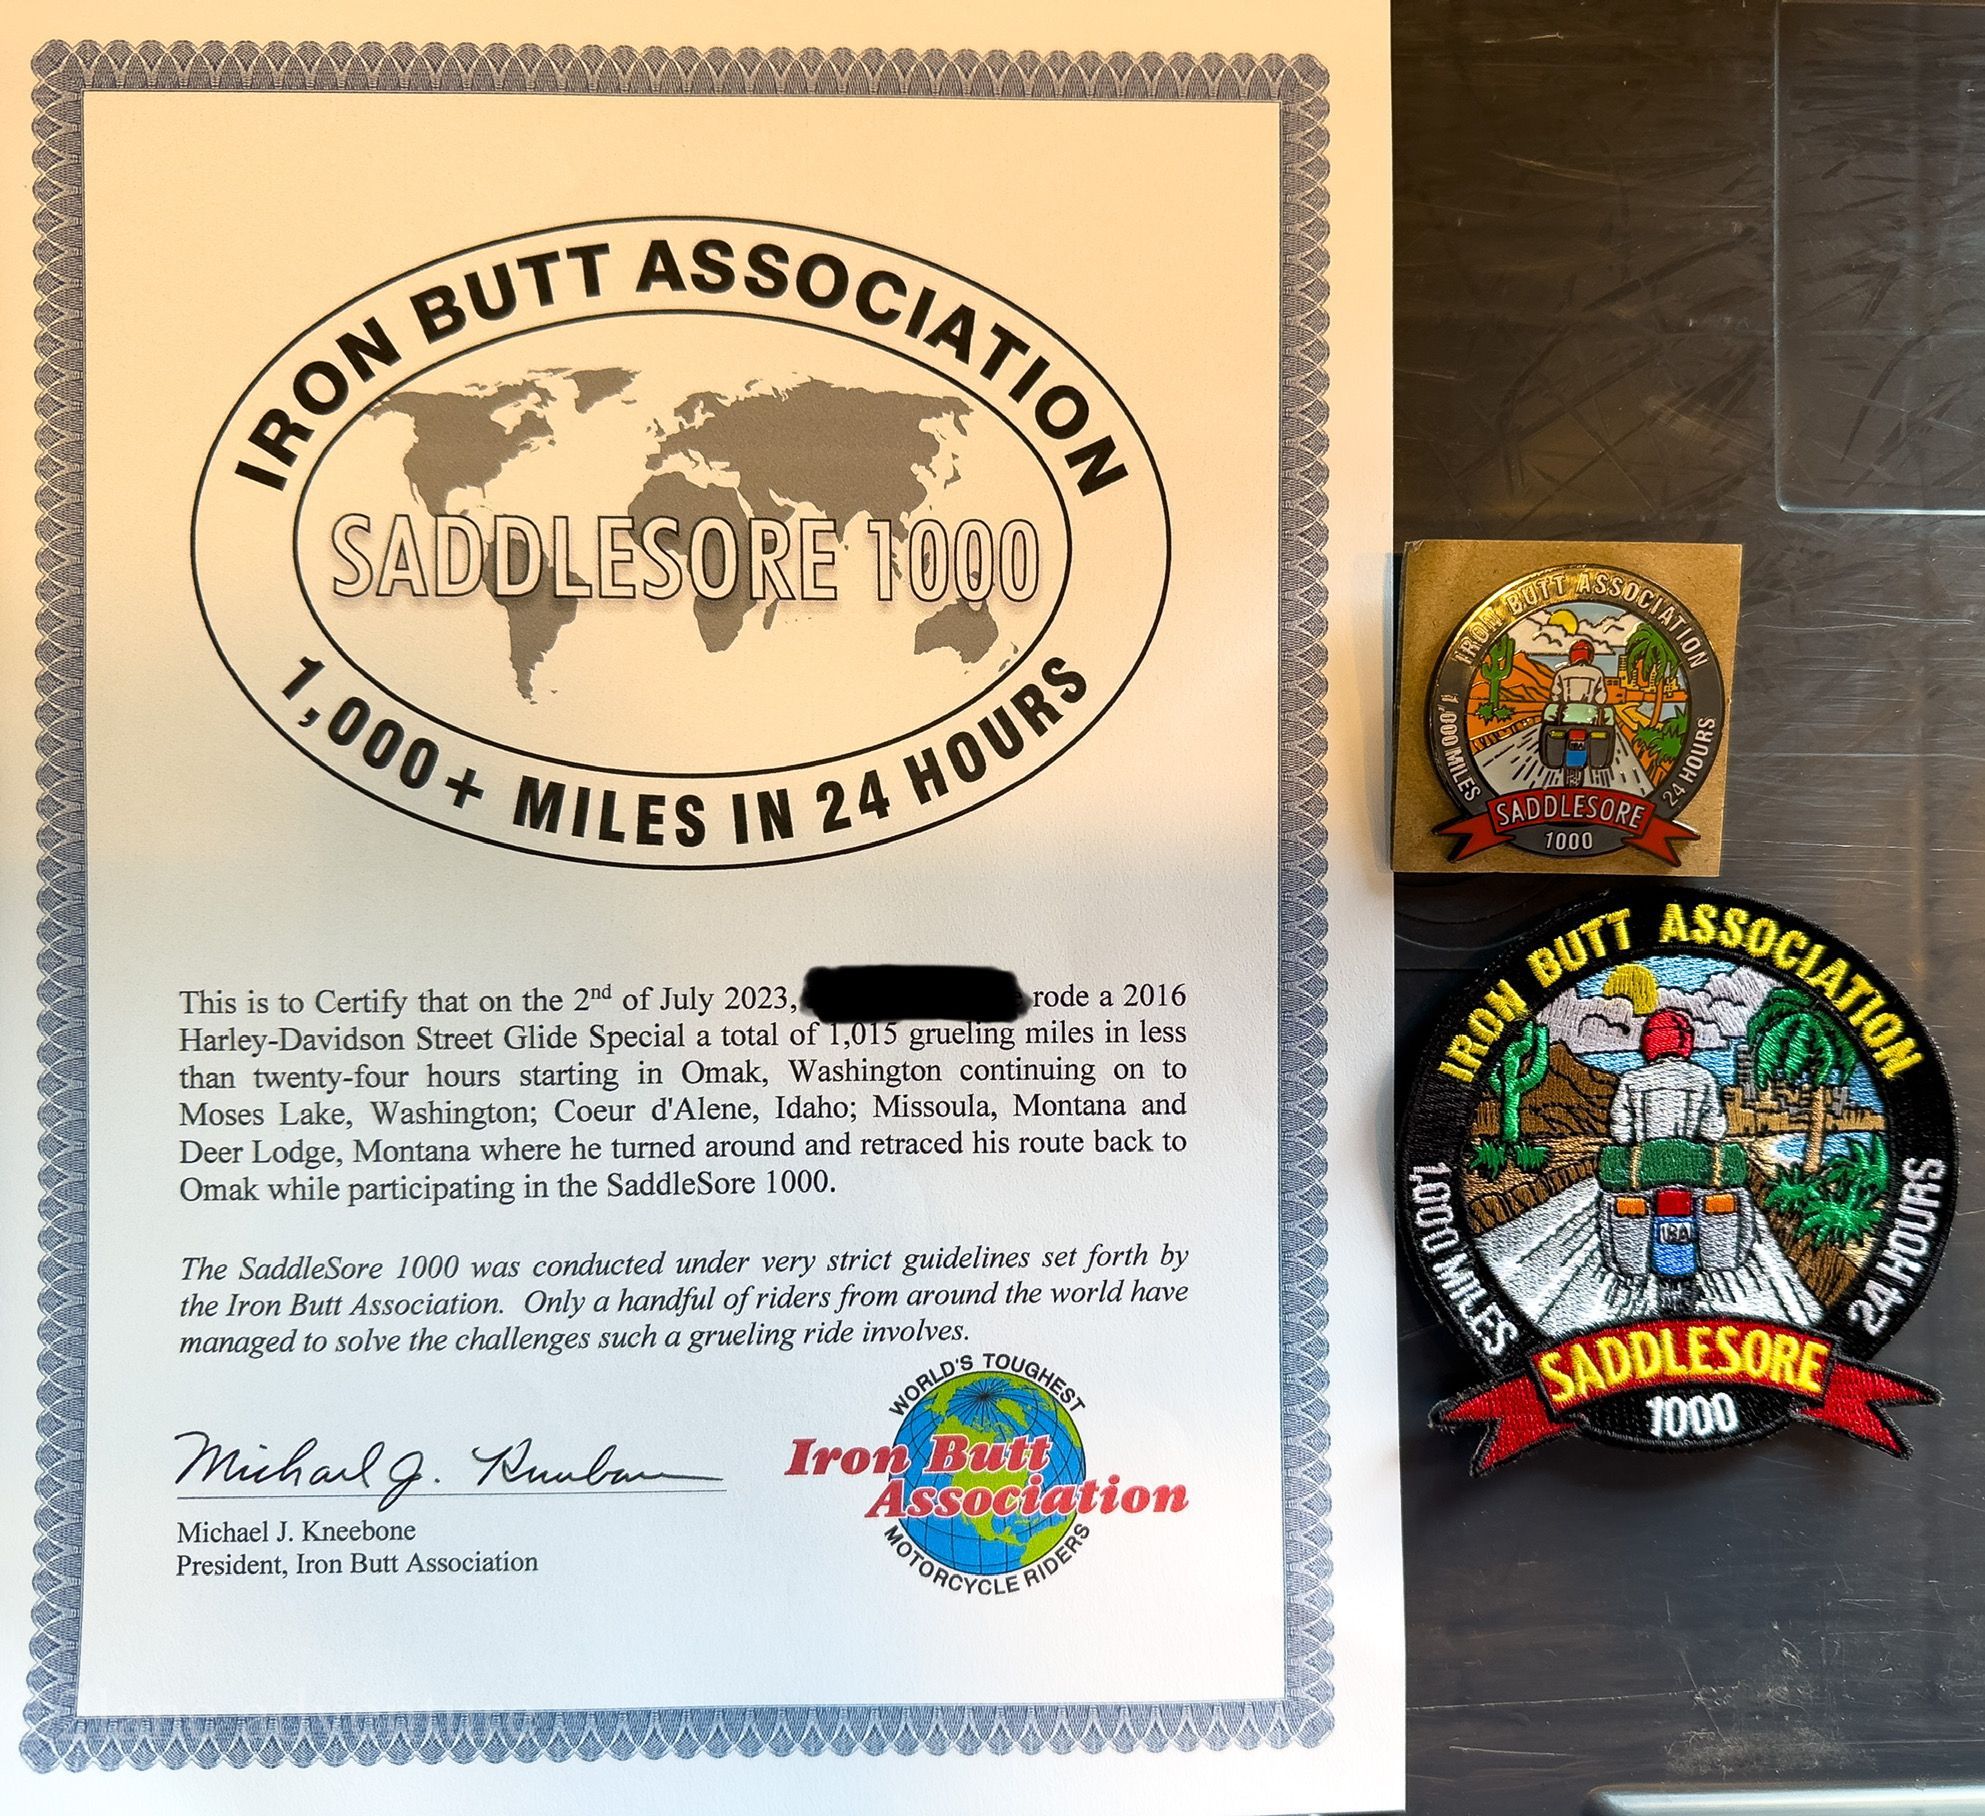 IRON BUTT ASSOCIATION
SADDLESORE 1000
1,000+ MILES IN 24 HOURS
This is to Certify that on the 2nd of July 2023, rode a 2016
Harley-Davidson Street Glide Special a total of 1,015 grueling miles in less
than twenty-four hours starting in Omak, Washington continuing on to
Moses Lake, Washington; Coeur d'Alene, Idaho; Missoula, Montana and
Deer Lodge, Montana where he turned around and retraced his route back to
Omak while participating in the SaddleSore 1000.
The SaddleSore 1000 was conducted under very strict guidelines set forth by
the Iron Butt Association. Only a handful of riders from around the world have
managed to solve the challenges such a grueling ride involves.
Michael J. Kneebone
Michael J. Kneebone
President, Iron Butt Association
WORLD'S TOUGHEST
Iron Butt
Association
MOTORCYCLE RIDERS
IRON BUTT ASSOCIATION
1,000 MILES
24 HOURS
IBA
SADDLESORE
1000
IRON BUTT ASSOCIATION
1,000 MILES
24 HOURS
IBA
SADDLESORE
1000